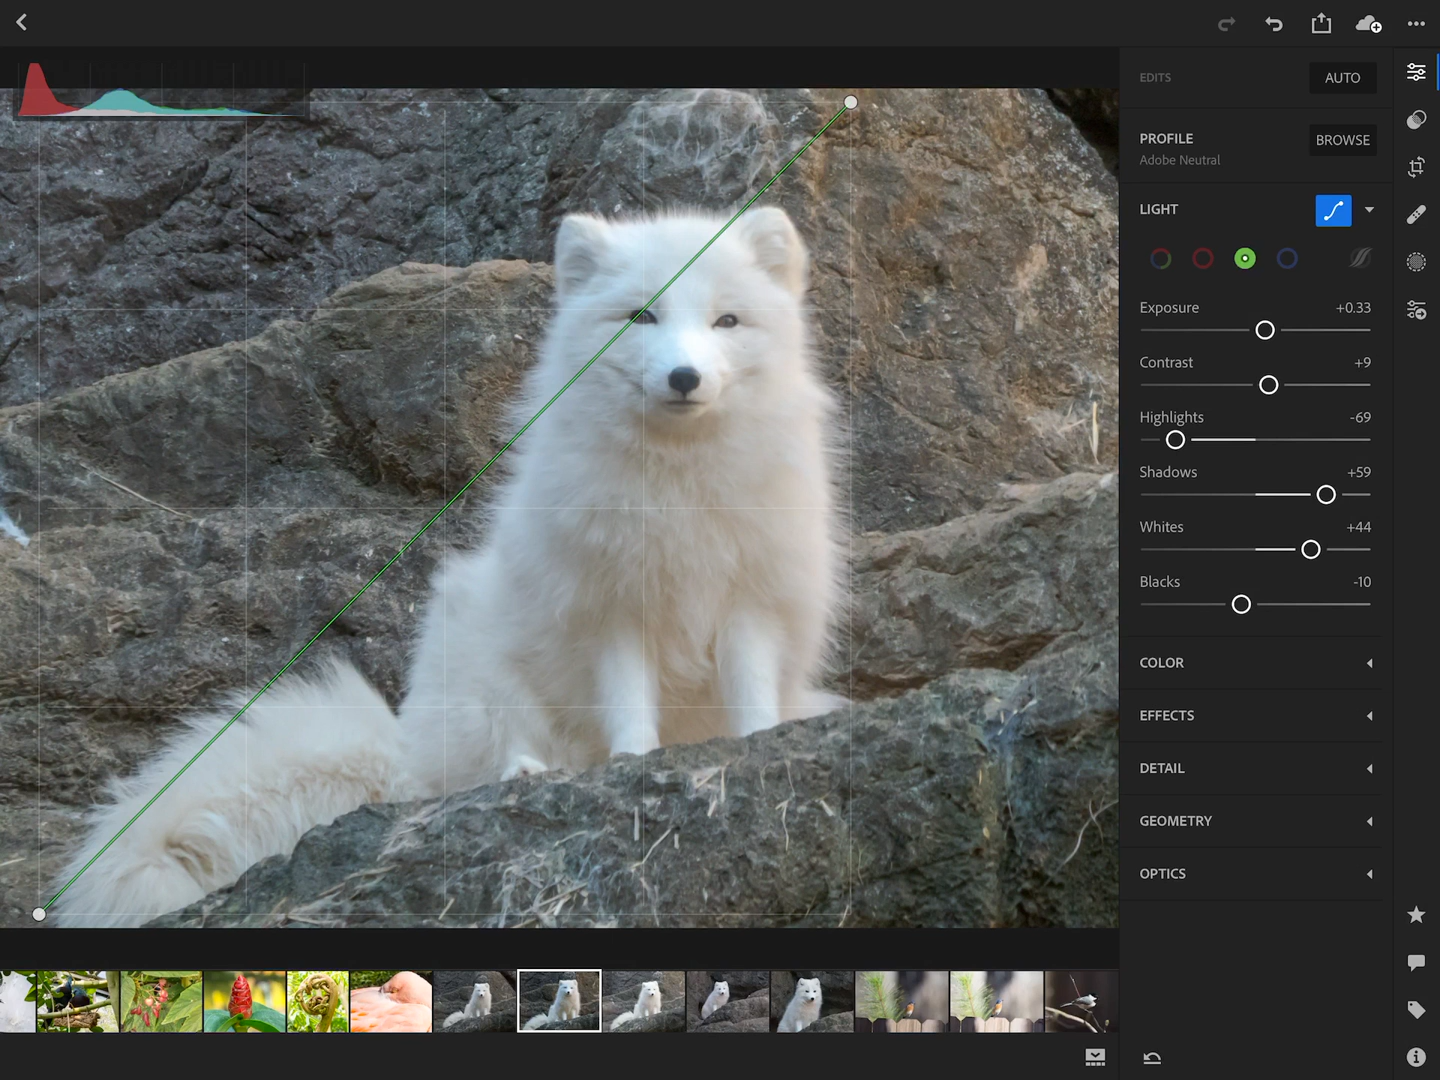 EDITS
AUTO
PROFILE
BROWSE
Adobe Neutral
LIGHT
Exposure +0.33
Contrast +9
Highlights -69
Shadows +59
Whites +44
Blacks -10
COLOR
EFFECTS
DETAIL
GEOMETRY
OPTICS